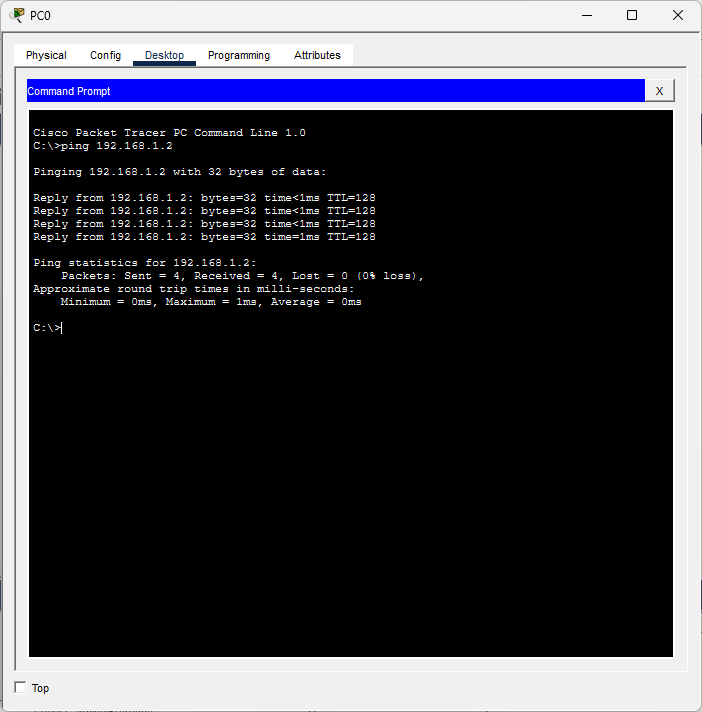 PC0
Physical Config Desktop Programming Attributes
Command Prompt X
Cisco Packet Tracer PC Command Line 1.0
C:\>ping 192.168.1.2
Pinging 192.168.1.2 with 32 bytes of data:
Reply from 192.168.1.2: bytes=32 time<1ms TTL=128
Reply from 192.168.1.2: bytes=32 time<1ms TTL=128
Reply from 192.168.1.2: bytes=32 time<1ms TTL=128
Reply from 192.168.1.2: bytes=32 time=1ms TTL=128
Ping statistics for 192.168.1.2:
Packets: Sent = 4, Received = 4, Lost = 0 (0% loss),
Approximate round trip times in milli-seconds:
Minimum = 0ms, Maximum = 1ms, Average = 0ms
C:\>
Top